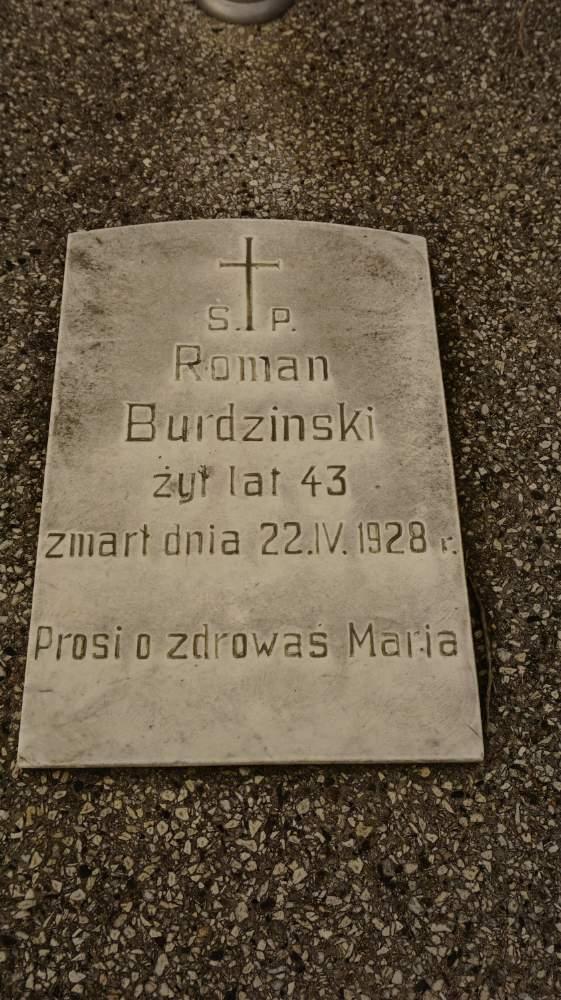 S. P.
Roman
Burdzinski
żył lat 43
zmarł dnia 22.IV. 1928 r.
Prosi o zdrowaś Maria